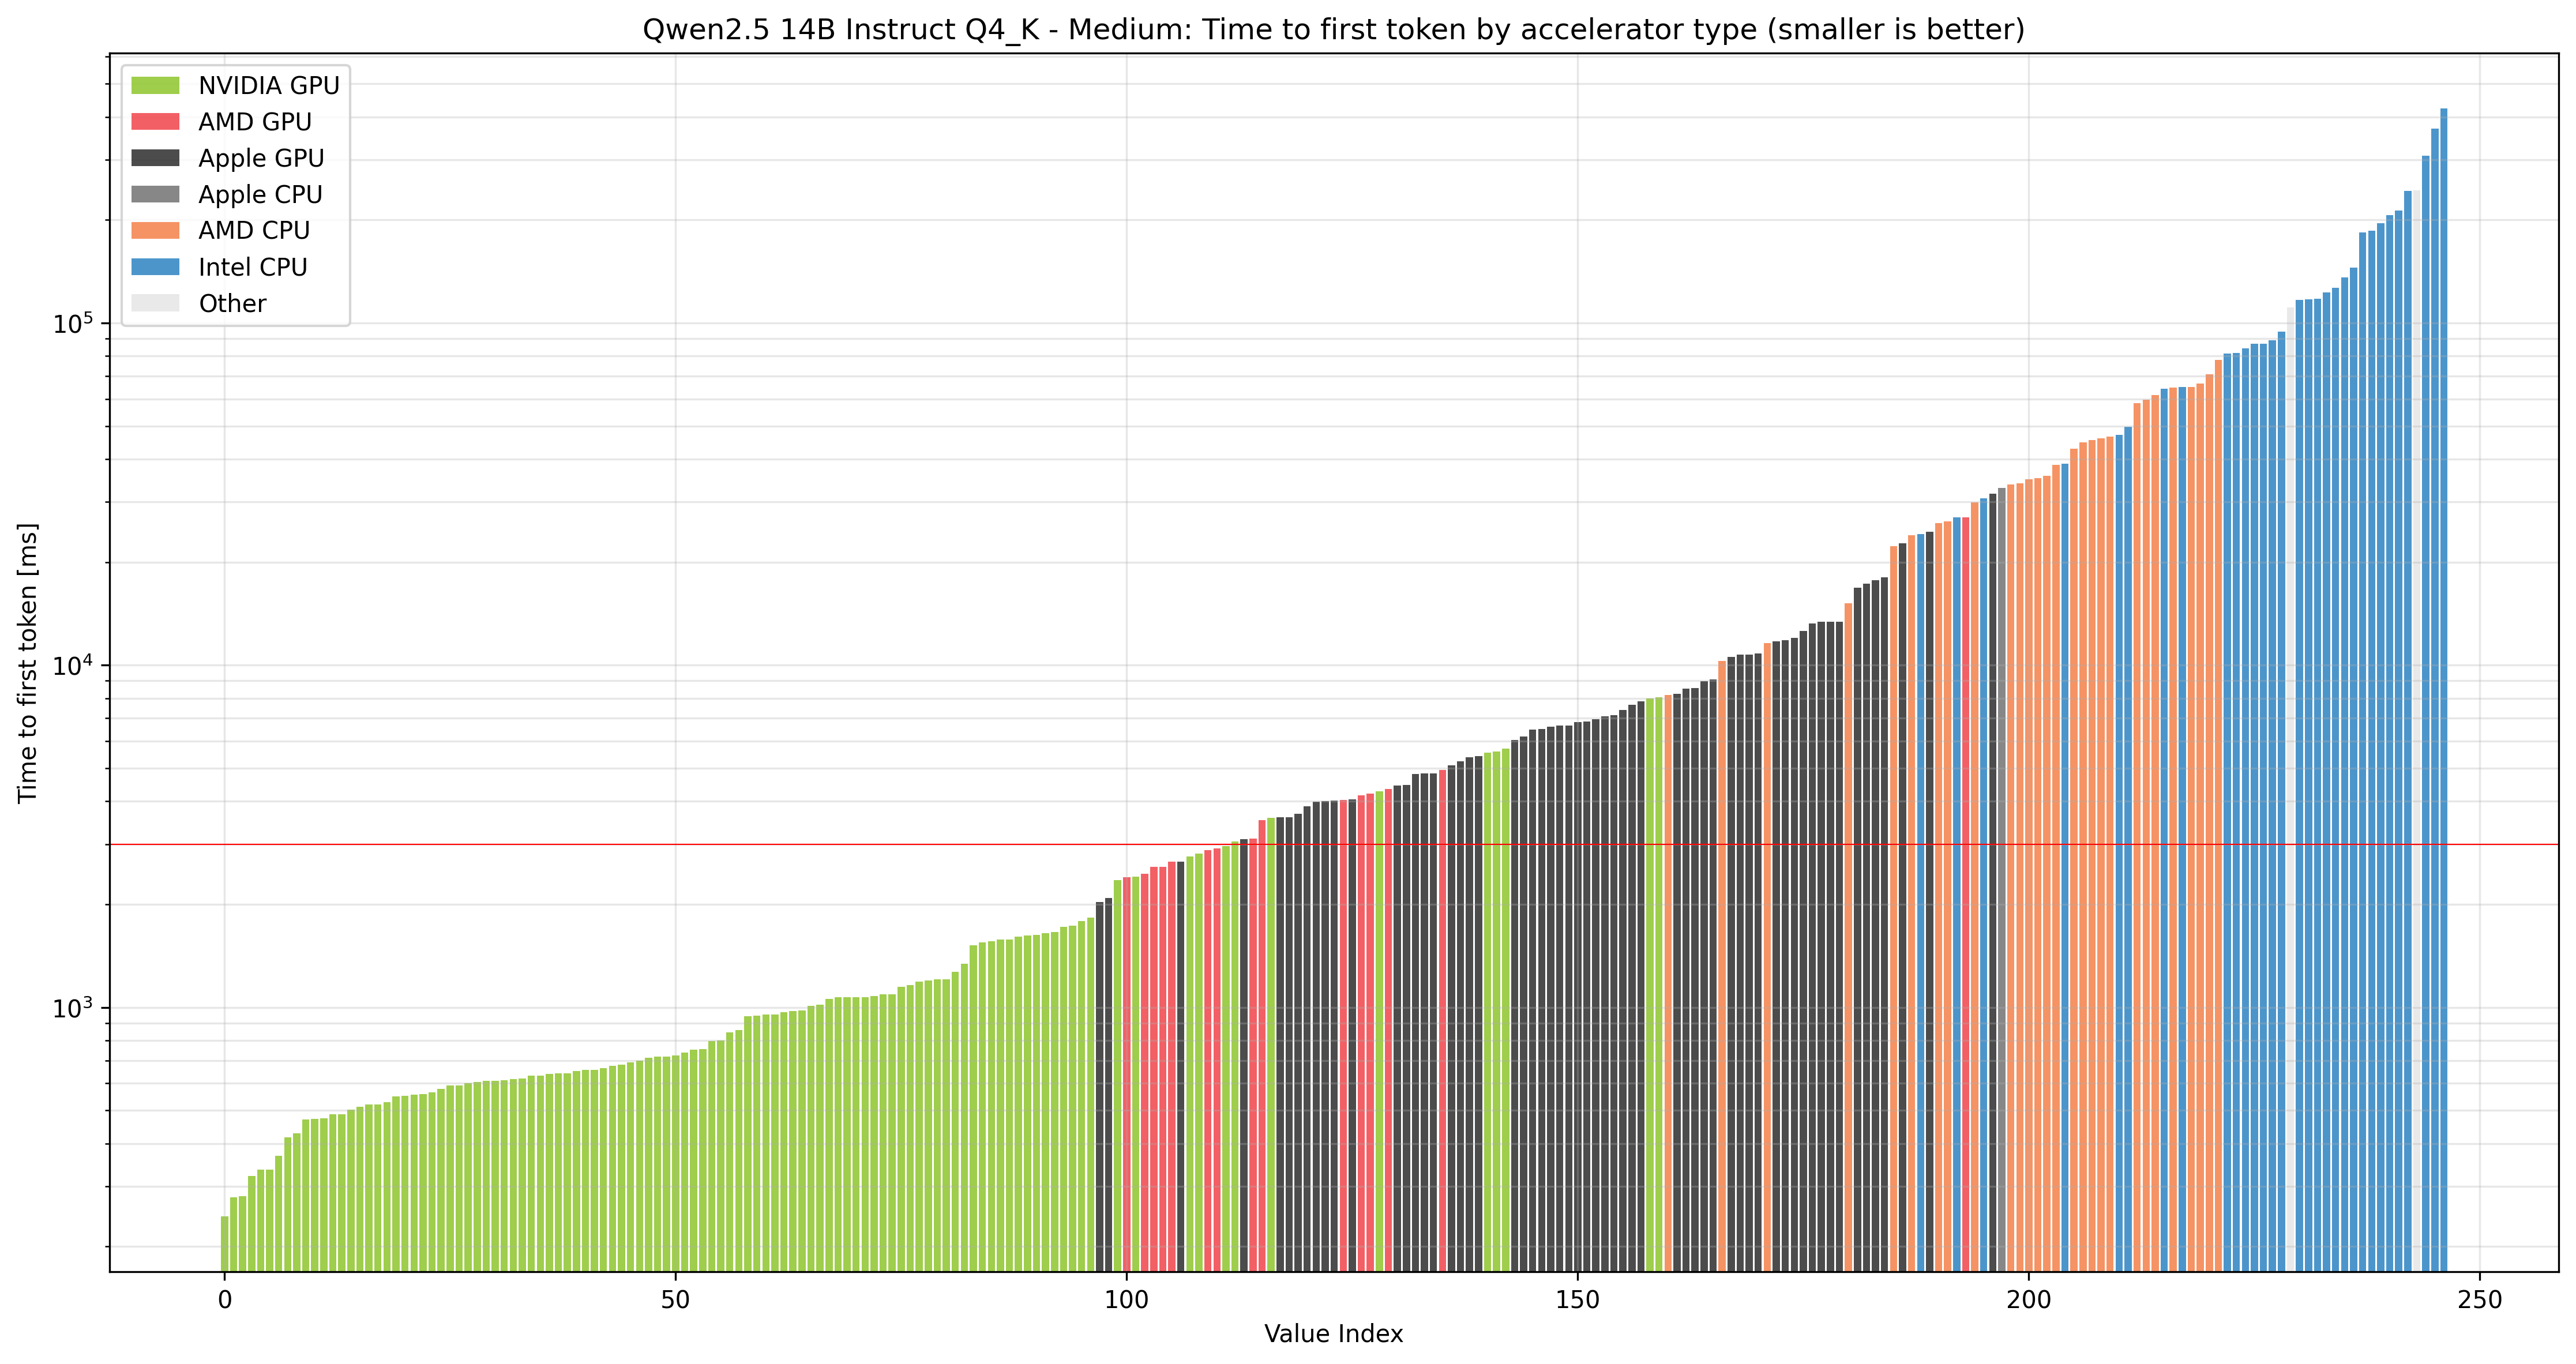 Qwen2.5 14B Instruct Q4_K - Medium: Time to first token by accelerator type (smaller is better)
NVIDIA GPU
AMD GPU
Apple GPU
Apple CPU
AMD CPU
Intel CPU
Other
Time to first token [ms]
10⁵
10⁴
10³
0 50 100 150 200 250
Value Index